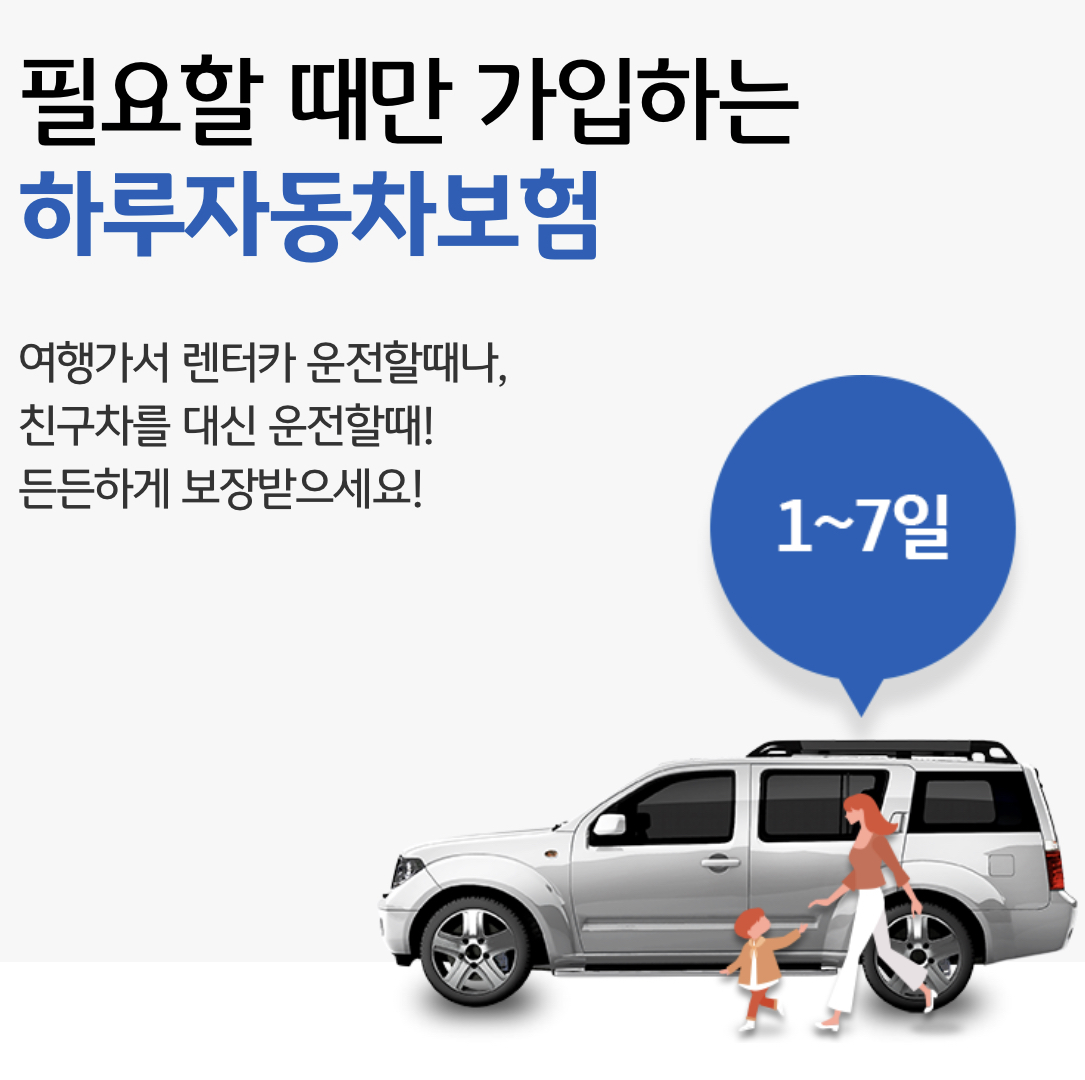 필요할 때만 가입하는
하루자동차보험
여행가서 렌터카 운전할때나,
친구차를 대신 운전할때!
든든하게 보장받으세요!
1~7일